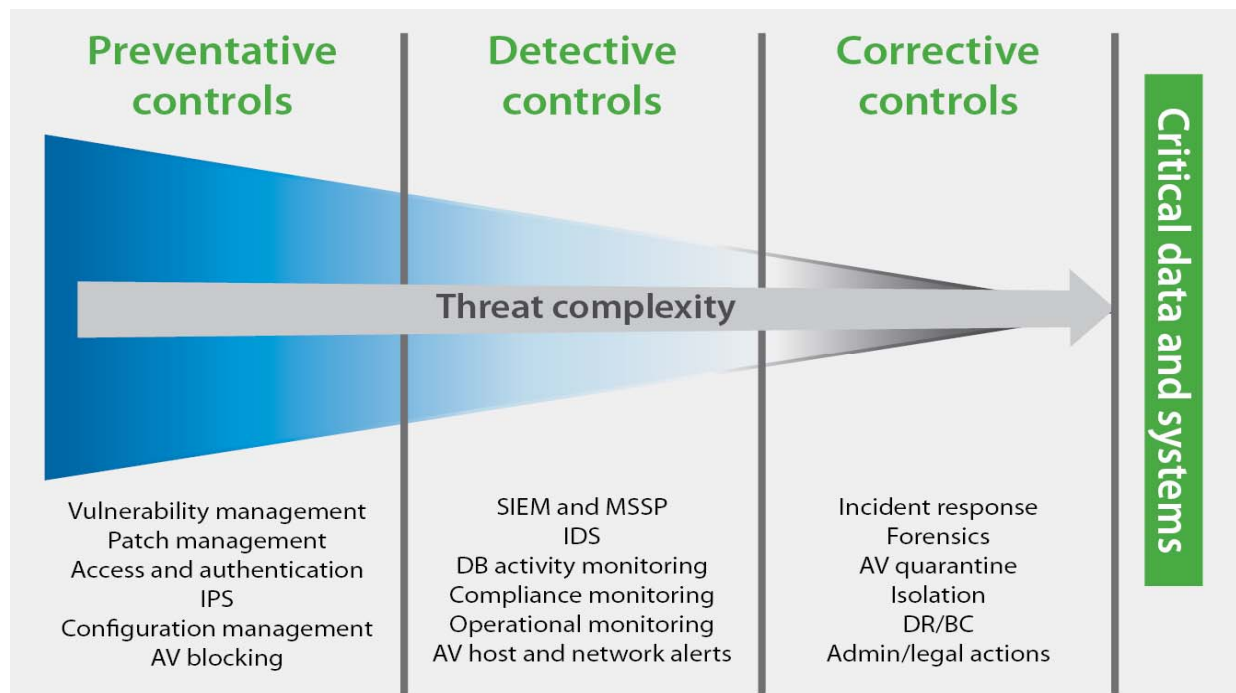 Preventative
controls
Detective
controls
Corrective
controls
Threat complexity
Vulnerability management
Patch management
Access and authentication
IPS
Configuration management
AV blocking
SIEM and MSSP
IDS
DB activity monitoring
Compliance monitoring
Operational monitoring
AV host and network alerts
Incident response
Forensics
AV quarantine
Isolation
DR/BC
Admin/legal actions
Critical data and systems